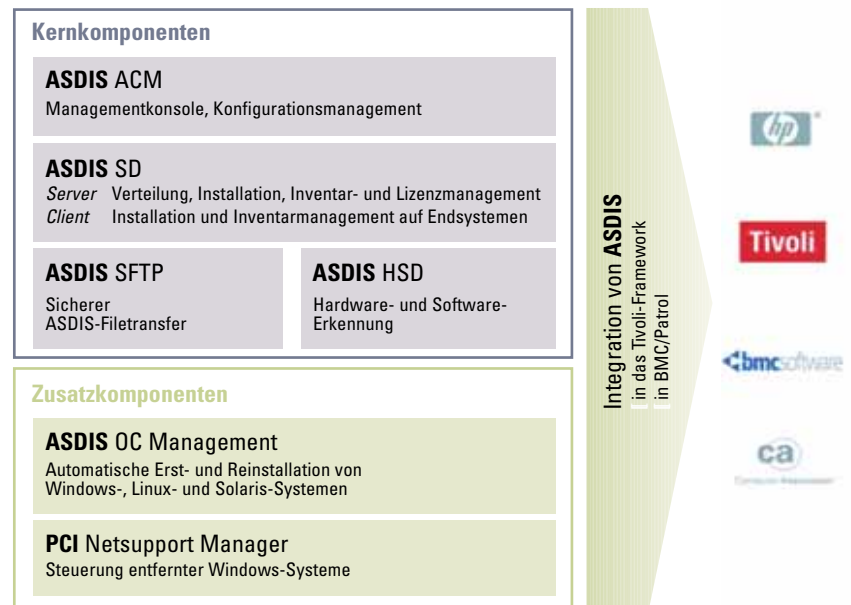 Kernkomponenten
ASDIS ACM
Managementkonsole, Konfigurationsmanagement
ASDIS SD
Server Verteilung, Installation, Inventar- und Lizenzmanagement
Client Installation und Inventarmanagement auf Endsystemen
ASDIS SFTP
Sicherer
ASDIS-Filetransfer
ASDIS HSD
Hardware- und Software-
Erkennung
Zusatzkomponenten
ASDIS OC Management
Automatische Erst- und Reinstallation von
Windows-, Linux- und Solaris-Systemen
PCI Netsupport Manager
Steuerung entfernter Windows-Systeme
Integration von ASDIS
in das Tivoli-Framework
in BMC/Patrol
hp
Tivoli
bmcsoftware
ca